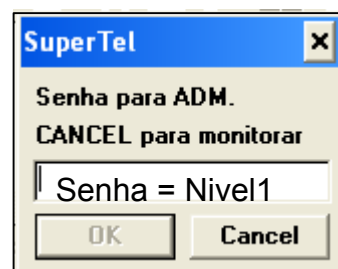 SuperTel
Senha para ADM.
CANCEL para monitorar
Senha = Nivel1
OK Cancel